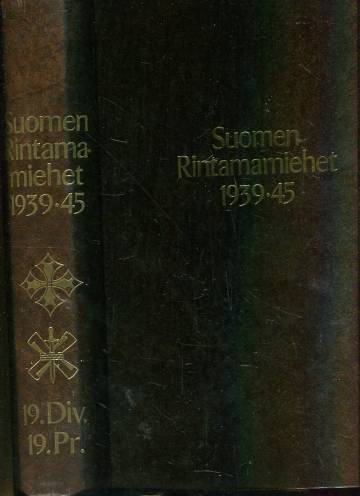 Suomen
Rintama-
miehet
1939•45
19. Div.
19. Pr.
Suomen
Rintamamiehet
1939•45